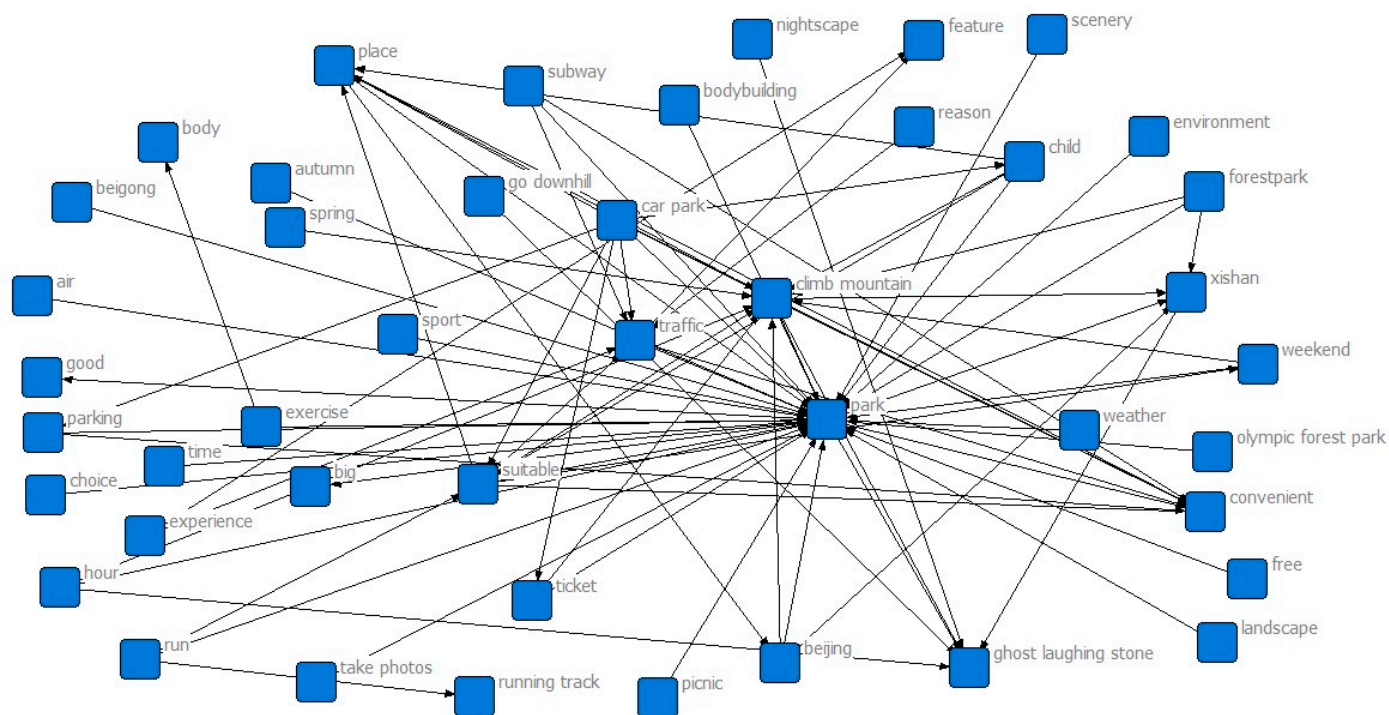 nightscape
feature
scenery
place
subway
bodybuilding
reason
environment
body
child
autumn
go downhill
forestpark
beigong
spring
car park
air
climb mountain
xishan
sport
traffic
good
weekend
park
parking
exercise
weather
time
big
suitable
olympic forest park
choice
convenient
experience
hour
ticket
free
run
take photos
beijing
ghost laughing stone
landscape
running track
picnic